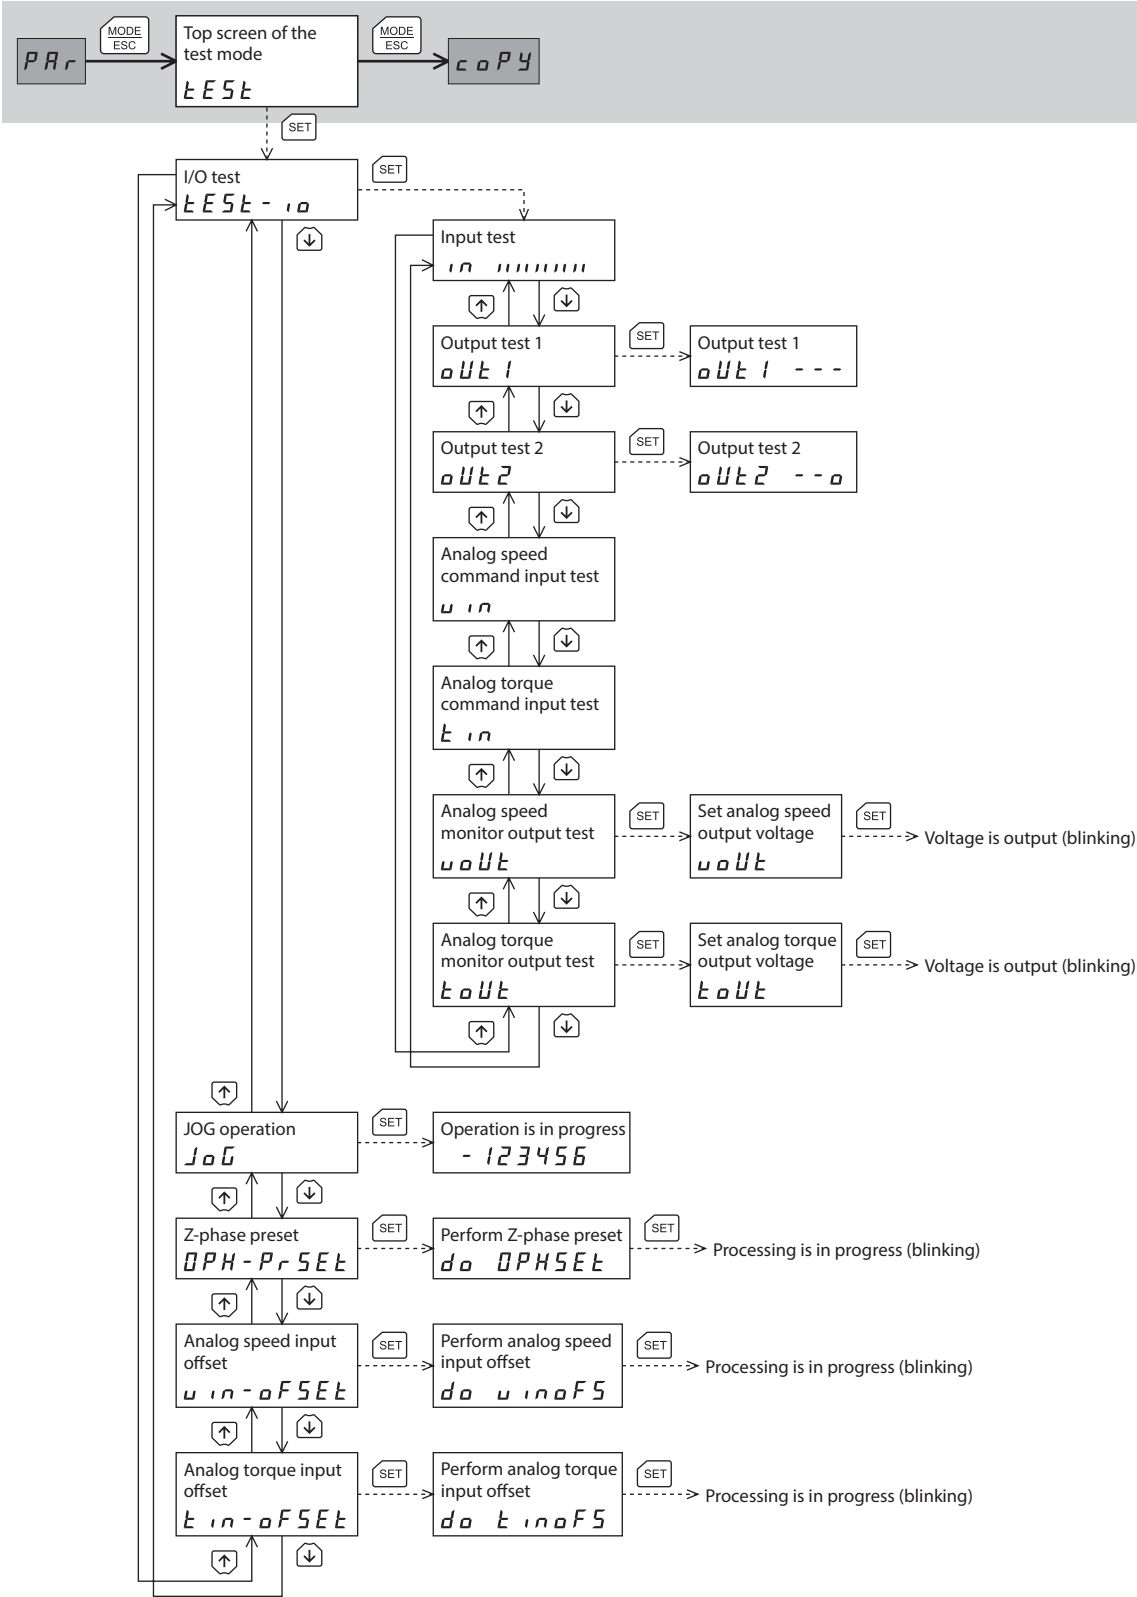 MODE
ESC
MODE
ESC
PAr
Top screen of the
test mode
tESt
coPY
SET
I/O test
tESt-io
SET
Input test
in
Output test 1
oUt1
SET
Output test 1
oUt1 ---
Output test 2
oUt2
SET
Output test 2
oUt2 --o
Analog speed
command input test
vin
Analog torque
command input test
tin
Analog speed
monitor output test
voUt
SET
Set analog speed
output voltage
voUt
SET
Voltage is output (blinking)
Analog torque
monitor output test
toUt
SET
Set analog torque
output voltage
toUt
SET
Voltage is output (blinking)
JOG operation
JoG
SET
Operation is in progress
-123456
Z-phase preset
0PH-PrSEt
SET
Perform Z-phase preset
do 0PHSEt
SET
Processing is in progress (blinking)
Analog speed input
offset
vin-oFSEt
SET
Perform analog speed
input offset
do vinoFS
SET
Processing is in progress (blinking)
Analog torque input
offset
tin-oFSEt
SET
Perform analog torque
input offset
do tinoFS
SET
Processing is in progress (blinking)